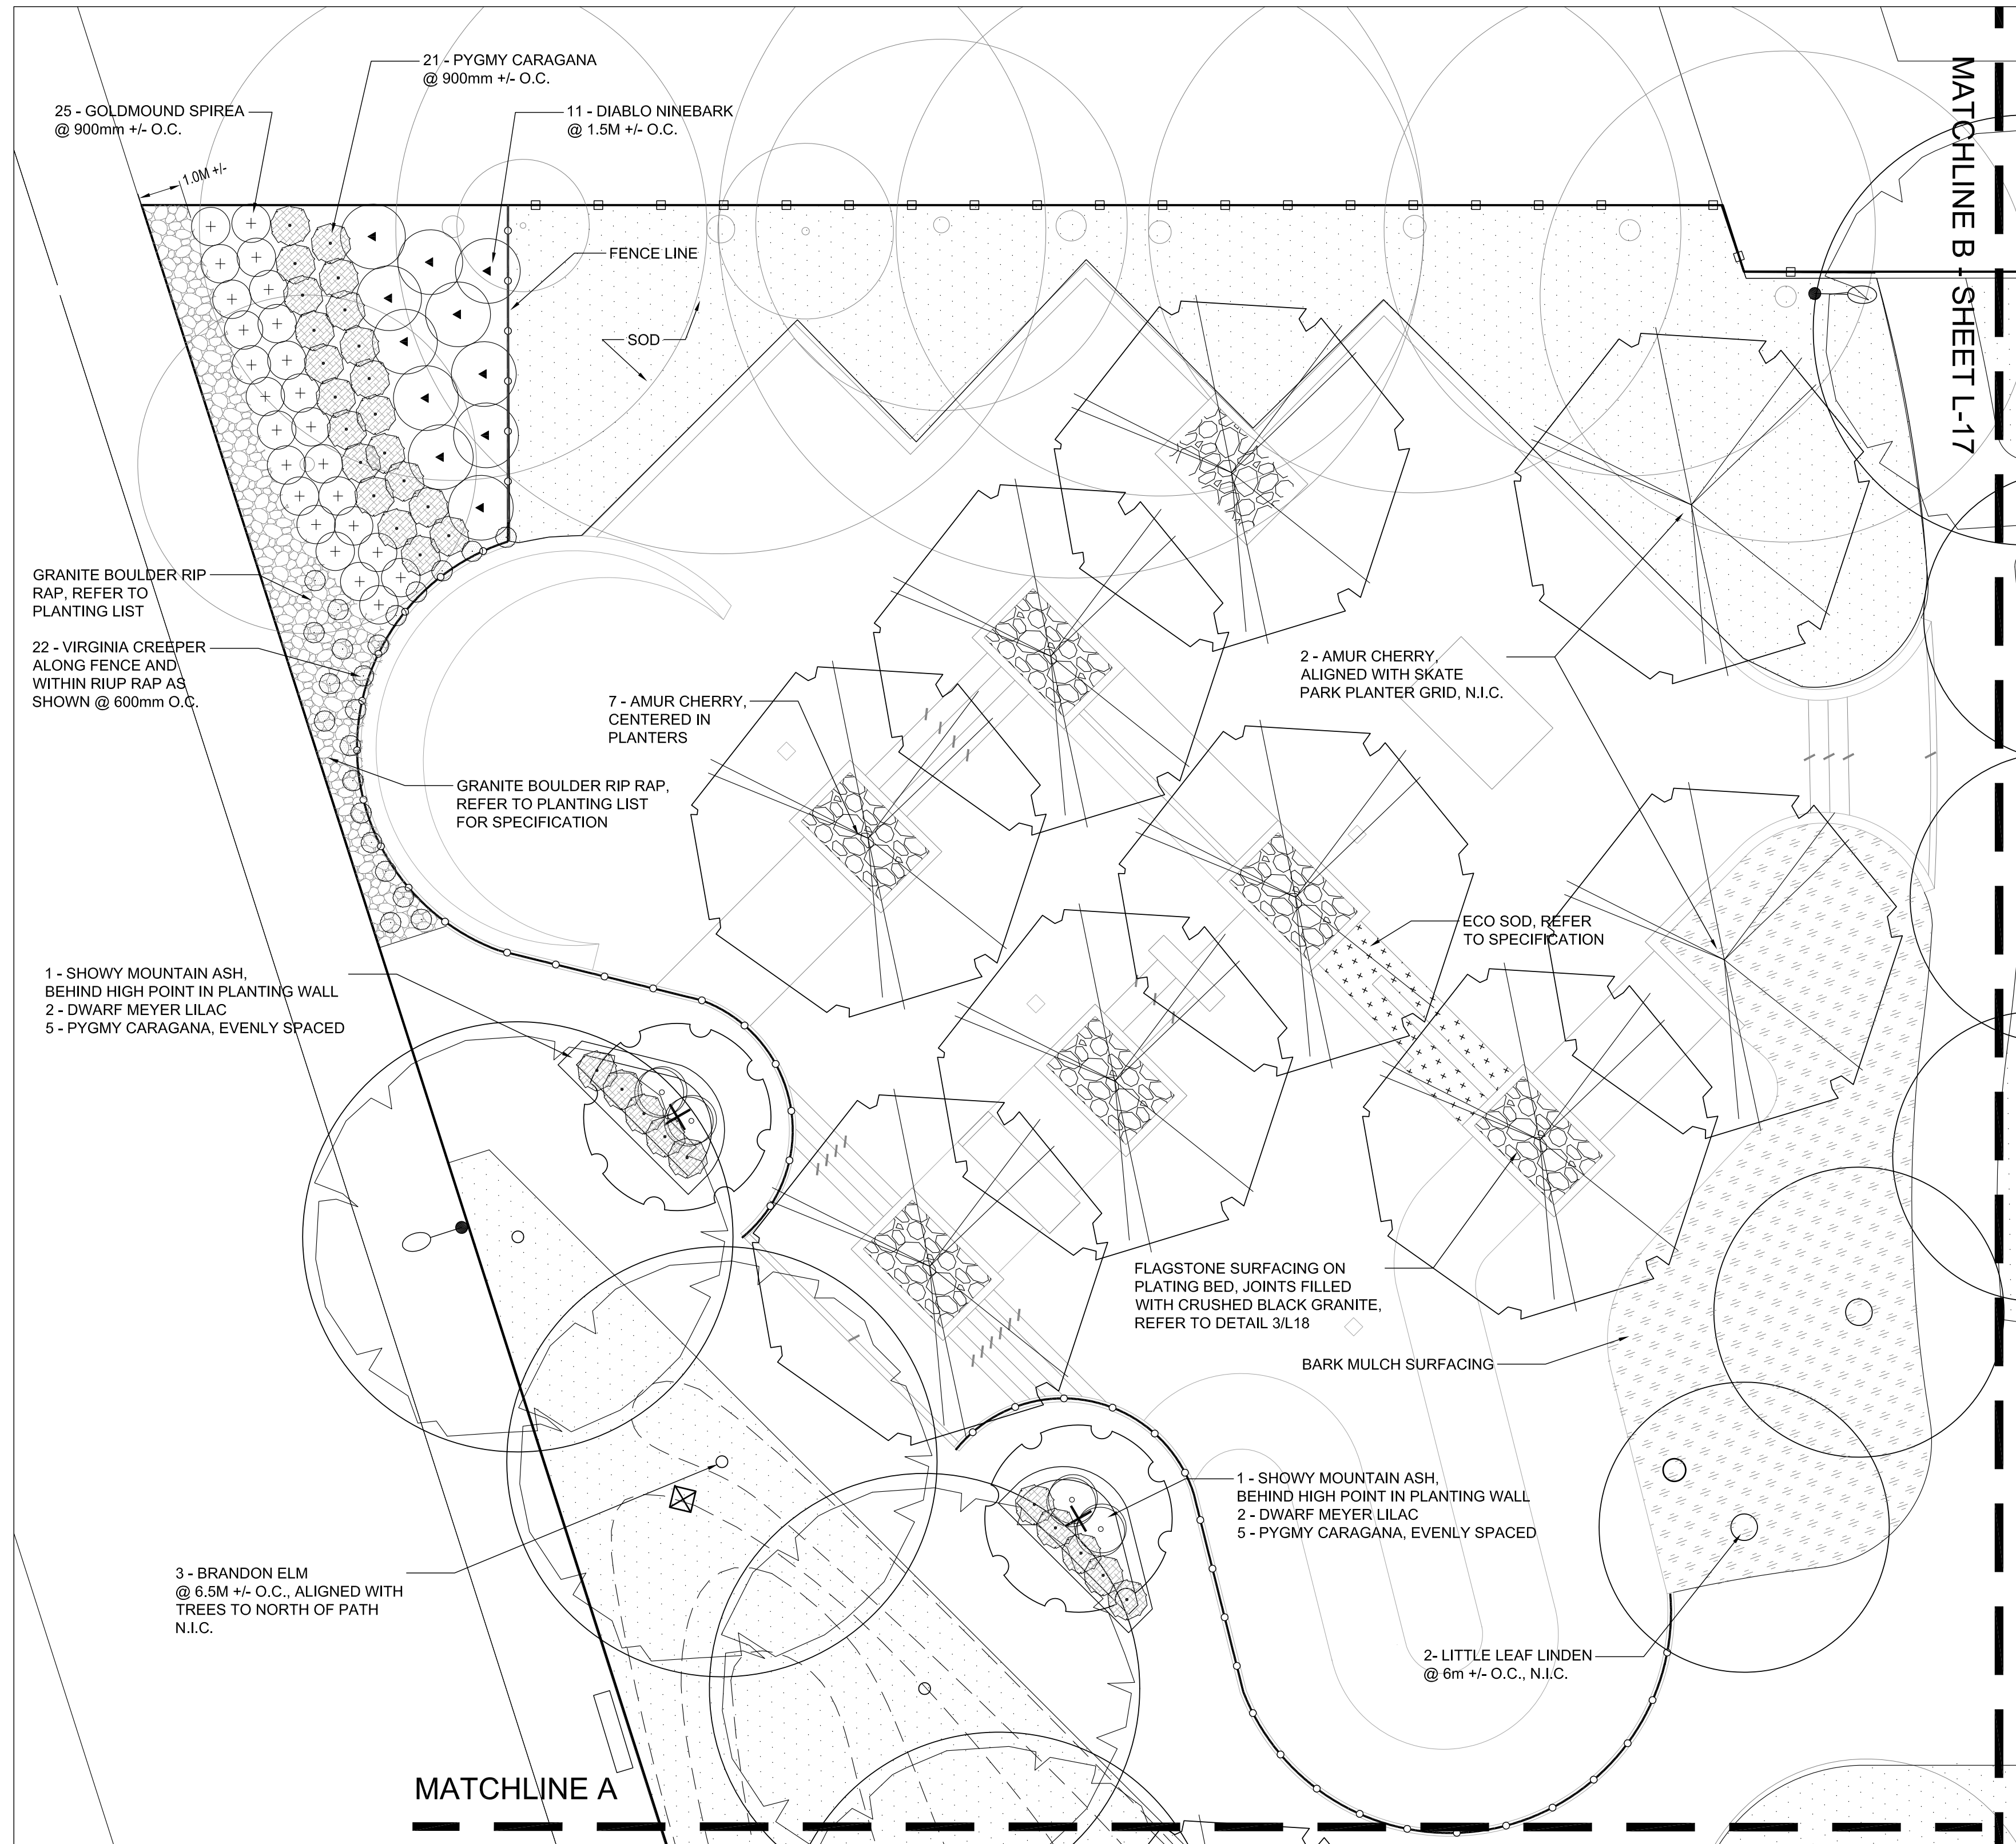 21 - PYGMY CARAGANA
@ 900mm +/- O.C.
25 - GOLDMOUND SPIREA
@ 900mm +/- O.C.
11 - DIABLO NINEBARK
@ 1.5M +/- O.C.
1.0M +/-
MATCHLINE B - SHEET L-17
FENCE LINE
SOD
GRANITE BOULDER RIP
RAP, REFER TO
PLANTING LIST
22 - VIRGINIA CREEPER
ALONG FENCE AND
WITHIN RIUP RAP AS
SHOWN @ 600mm O.C.
7 - AMUR CHERRY,
CENTERED IN
PLANTERS
2 - AMUR CHERRY,
ALIGNED WITH SKATE
PARK PLANTER GRID, N.I.C.
GRANITE BOULDER RIP RAP,
REFER TO PLANTING LIST
FOR SPECIFICATION
ECO SOD, REFER
TO SPECIFICATION
1 - SHOWY MOUNTAIN ASH,
BEHIND HIGH POINT IN PLANTING WALL
2 - DWARF MEYER LILAC
5 - PYGMY CARAGANA, EVENLY SPACED
FLAGSTONE SURFACING ON
PLATING BED, JOINTS FILLED
WITH CRUSHED BLACK GRANITE,
REFER TO DETAIL 3/L18
BARK MULCH SURFACING
1 - SHOWY MOUNTAIN ASH,
BEHIND HIGH POINT IN PLANTING WALL
2 - DWARF MEYER LILAC
5 - PYGMY CARAGANA, EVENLY SPACED
3 - BRANDON ELM
@ 6.5M +/- O.C., ALIGNED WITH
TREES TO NORTH OF PATH
N.I.C.
2- LITTLE LEAF LINDEN
@ 6m +/- O.C., N.I.C.
MATCHLINE A